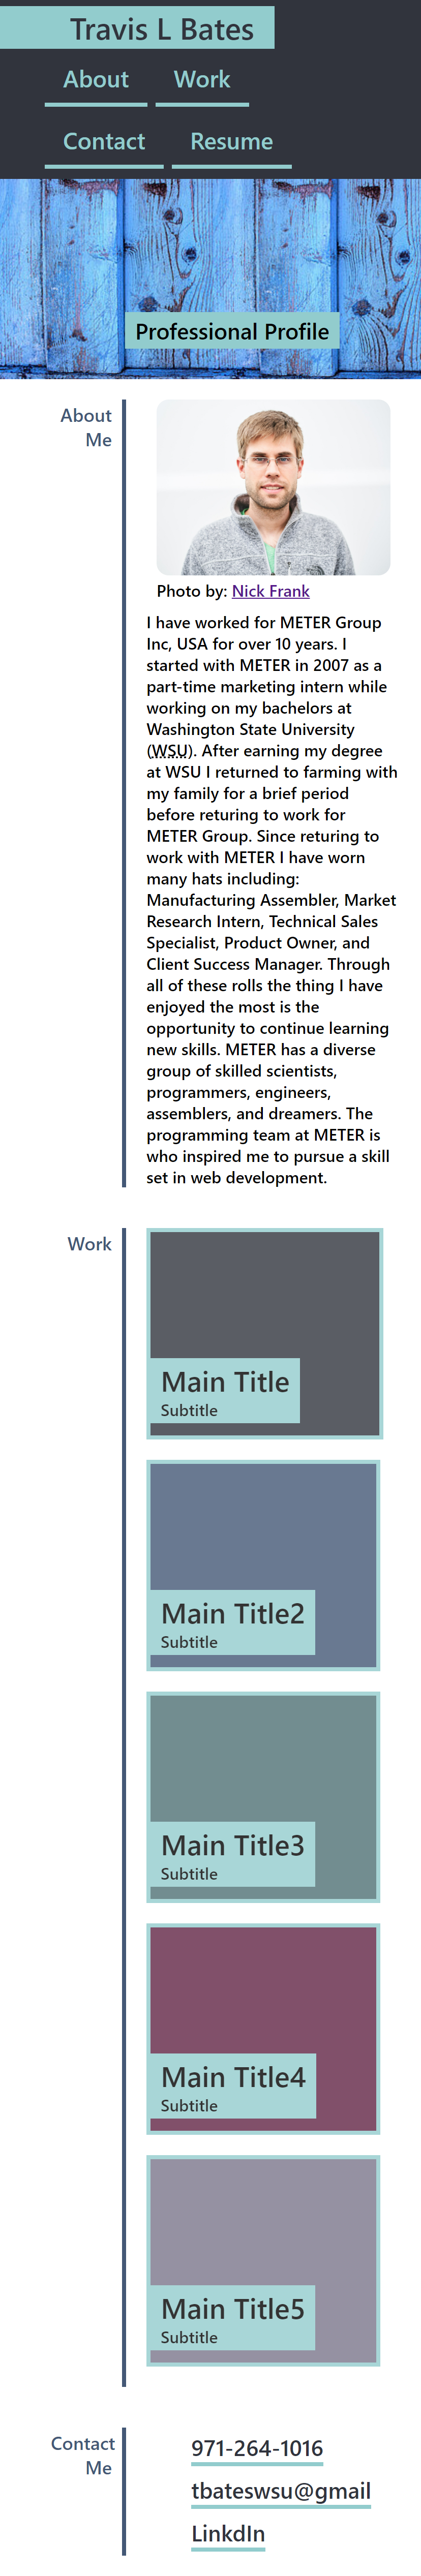 Travis L Bates
About Work
Contact Resume
Professional Profile
About
Me
Photo by: Nick Frank
I have worked for METER Group
Inc, USA for over 10 years. I
started with METER in 2007 as a
part-time marketing intern while
working on my bachelors at
Washington State University
(WSU). After earning my degree
at WSU I returned to farming with
my family for a brief period
before returing to work for
METER Group. Since returing to
work with METER I have worn
many hats including:
Manufacturing Assembler, Market
Research Intern, Technical Sales
Specialist, Product Owner, and
Client Success Manager. Through
all of these rolls the thing I have
enjoyed the most is the
opportunity to continue learning
new skills. METER has a diverse
group of skilled scientists,
programmers, engineers,
assemblers, and dreamers. The
programming team at METER is
who inspired me to pursue a skill
set in web development.
Work
Main Title
Subtitle
Main Title2
Subtitle
Main Title3
Subtitle
Main Title4
Subtitle
Main Title5
Subtitle
Contact
Me
971-264-1016
tbateswsu@gmail
LinkdIn